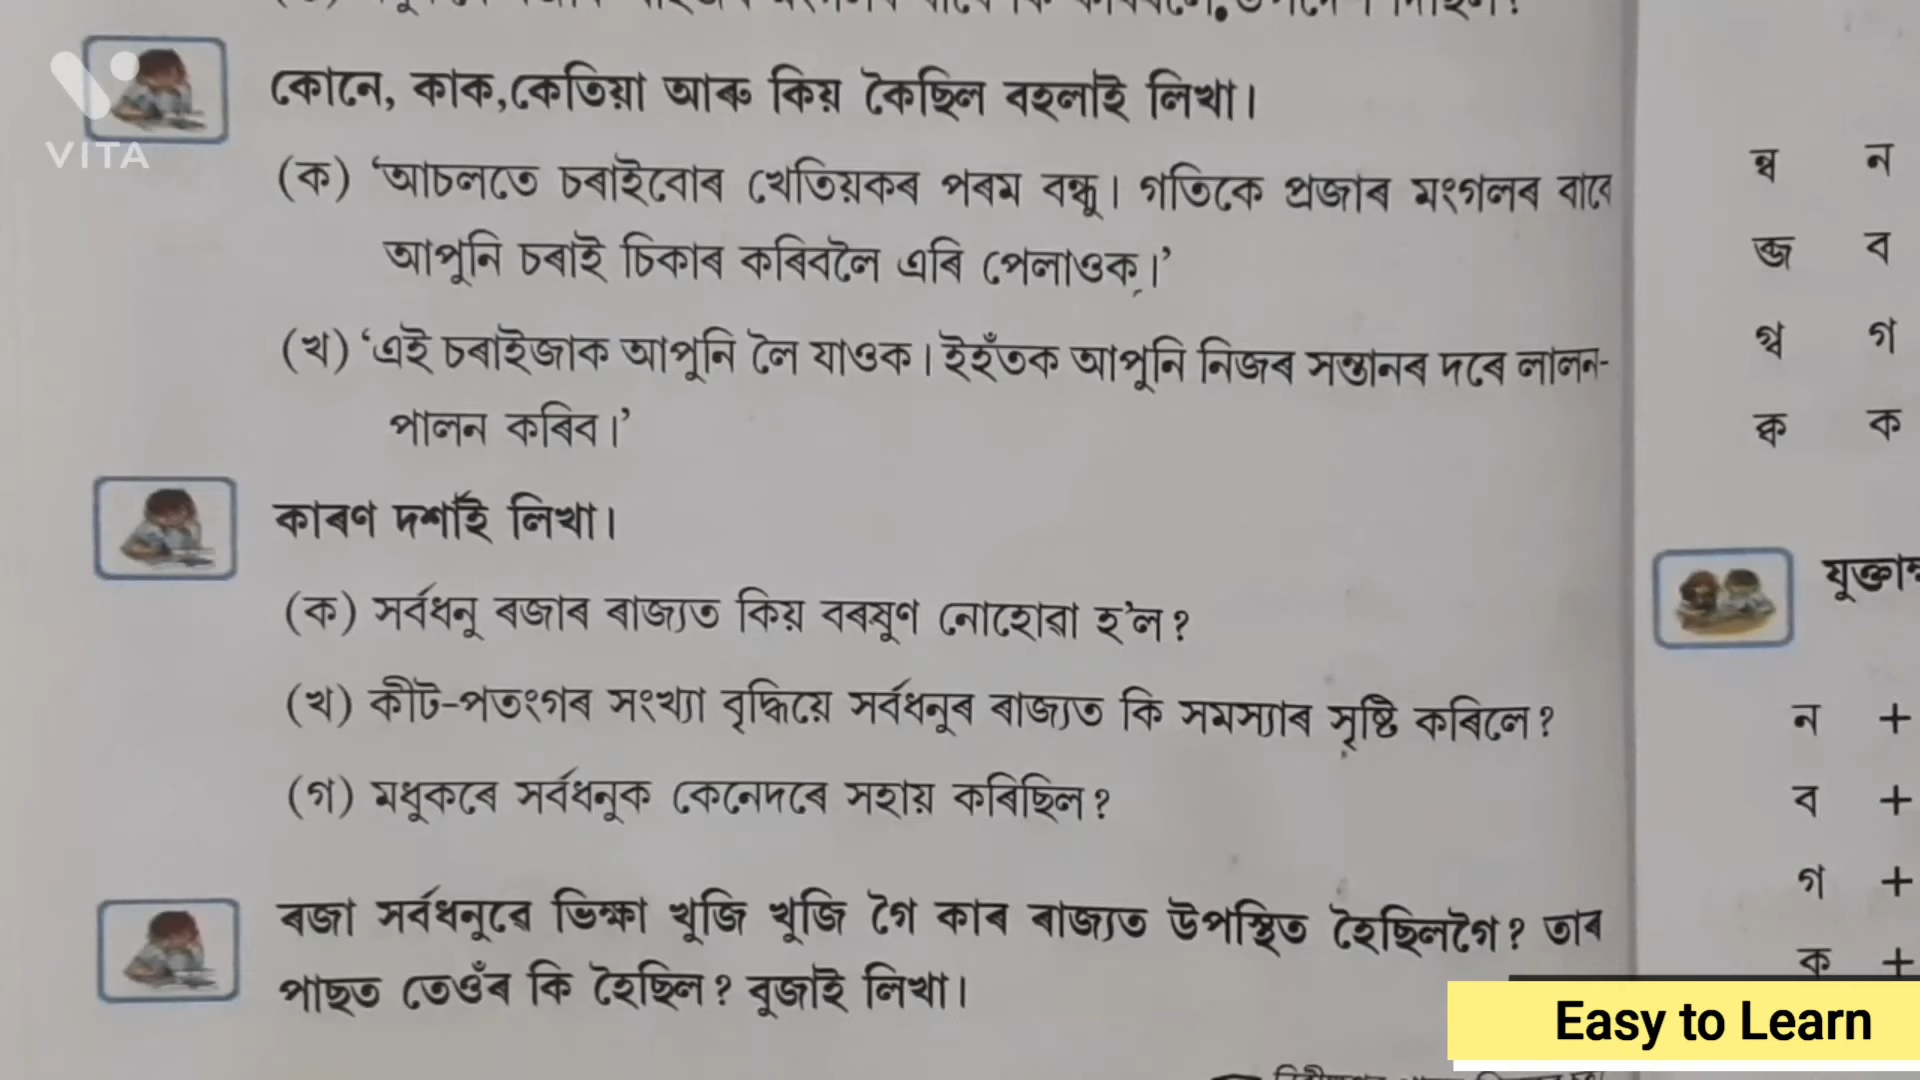 VITA
কোনে, কাক,কেতিয়া আৰু কিয় কৈছিল বহলাই লিখা।
(ক) ‘আচলতে চৰাইবোৰ খেতিয়কৰ পৰম বন্ধু। গতিকে প্ৰজাৰ মংগলৰ বাবে
আপুনি চৰাই চিকাৰ কৰিবলৈ এৰি পেলাওক।’
(খ) ‘এই চৰাইজাক আপুনি লৈ যাওক। ইহঁতক আপুনি নিজৰ সন্তানৰ দৰে লালন-
পালন কৰিব।’
কাৰণ দৰ্শাই লিখা।
(ক) সৰ্বধনু ৰজাৰ ৰাজ্যত কিয় বৰষুণ নোহোৱা হ’ল?
(খ) কীট-পতংগৰ সংখ্যা বৃদ্ধিয়ে সৰ্বধনুৰ ৰাজ্যত কি সমস্যাৰ সৃষ্টি কৰিলে?
(গ) মধুকৰে সৰ্বধনুক কেনেদৰে সহায় কৰিছিল?
ৰজা সৰ্বধনুৱে ভিক্ষা খুজি খুজি গৈ কাৰ ৰাজ্যত উপস্থিত হৈছিলগৈ? তাৰ
পাছত তেওঁৰ কি হৈছিল? বুজাই লিখা।
ন্ব ন
ব্জ ব
গ্ব গ
ক্ব ক
ন +
ব +
গ +
ক +
Easy to Learn